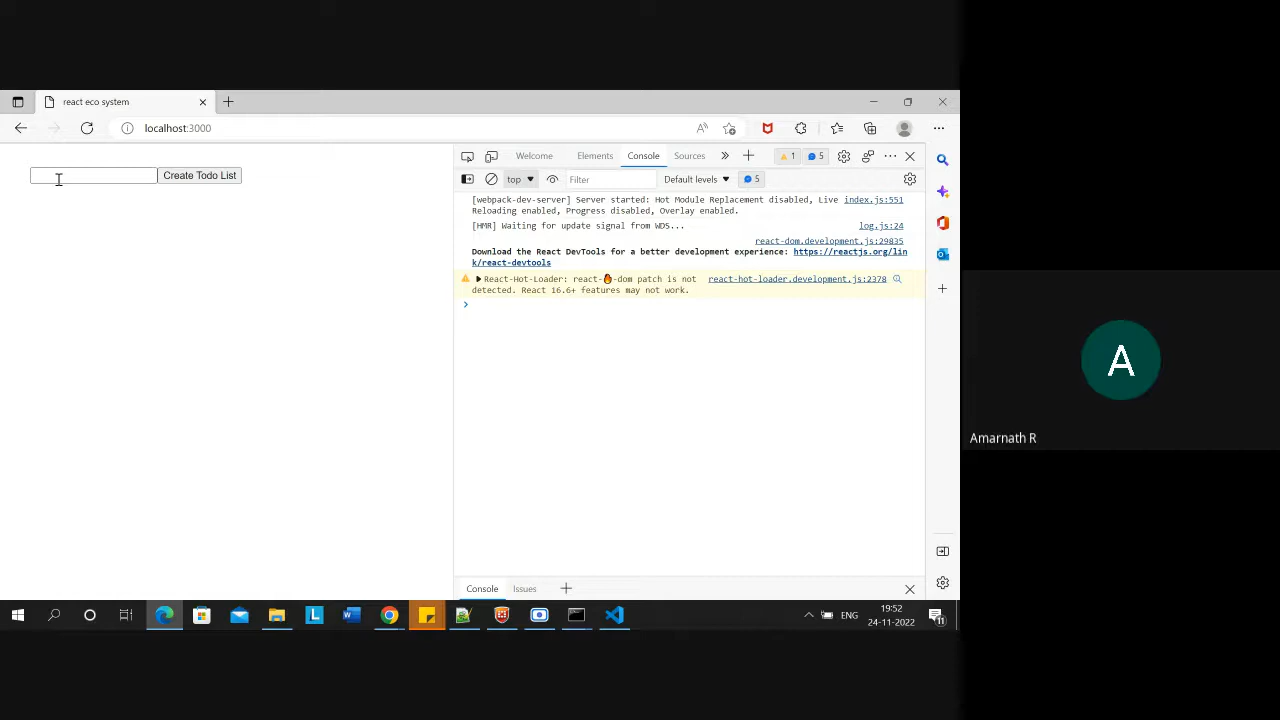 react eco system
localhost:3000
Create Todo List
Welcome
Elements
Console
Sources
1
5
top
Filter
Default levels
5
[webpack-dev-server] Server started: Hot Module Replacement disabled, Live index.js:551
Reloading enabled, Progress disabled, Overlay enabled.
[HMR] Waiting for update signal from WDS... log.js:24
react-dom.development.js:29835
Download the React DevTools for a better development experience: https://reactjs.org/lin
k/react-devtools
React-Hot-Loader: react-🔥-dom patch is not react-hot-loader.development.js:2378
detected. React 16.6+ features may not work.
Console
Issues
A
Amarnath R
L
ENG
19:52
24-11-2022
11